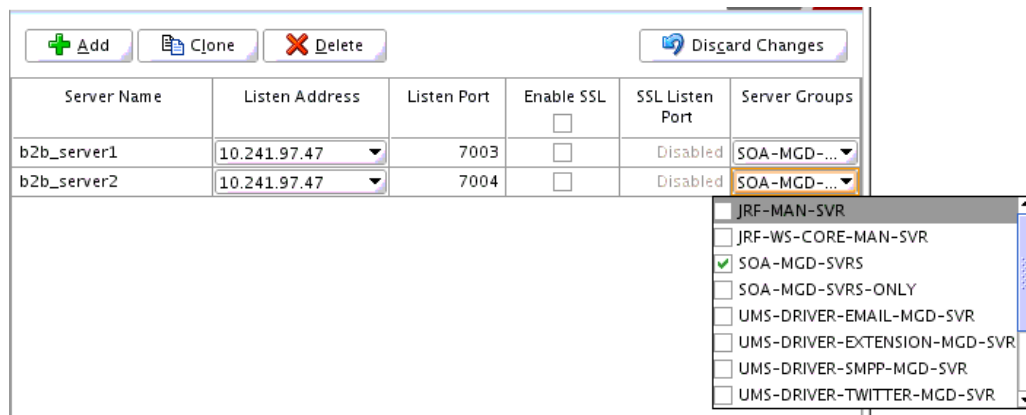 Add Clone Delete Discard Changes
Server Name Listen Address Listen Port Enable SSL SSL Listen Port Server Groups
b2b_server1 10.241.97.47 7003 Disabled SOA-MGD-...
b2b_server2 10.241.97.47 7004 Disabled SOA-MGD-...
JRF-MAN-SVR
JRF-WS-CORE-MAN-SVR
SOA-MGD-SVRS
SOA-MGD-SVRS-ONLY
UMS-DRIVER-EMAIL-MGD-SVR
UMS-DRIVER-EXTENSION-MGD-SVR
UMS-DRIVER-SMPP-MGD-SVR
UMS-DRIVER-TWITTER-MGD-SVR